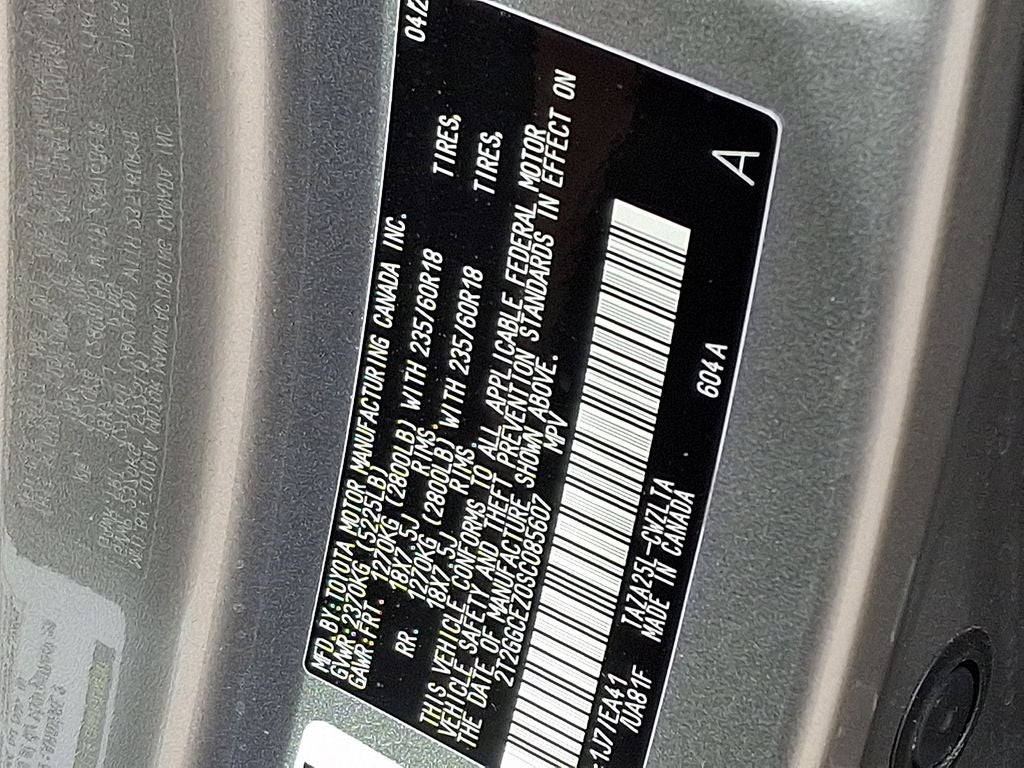 MFD.BY:TOYOTA MOTOR MANUFACTURING CANADA INC.
04/2
GVWR:2370KG (5225LB)
GAWR:FRT. 1270KG (2800LB) WITH 235/60R18 TIRES,
18X7.5J RIMS.
RR. 1270KG (2800LB) WITH 235/60R18 TIRES,
18X7.5J RIMS.
THIS VEHICLE CONFORMS TO ALL APPLICABLE FEDERAL MOTOR
VEHICLE SAFETY AND THEFT PREVENTION STANDARDS IN EFFECT ON
THE DATE OF MANUFACTURE SHOWN ABOVE.
2T2GGCEZ0SC085607 MPV
:1J7/EA41 TAZA25L-CWZLTA 604A A
/UA81F MADE IN CANADA